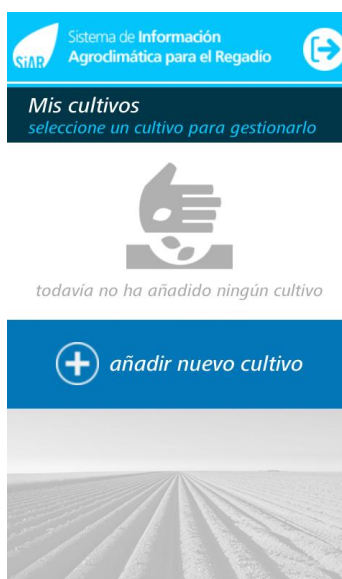 SiAR
Sistema de Información
Agroclimática para el Regadío
Mis cultivos
seleccione un cultivo para gestionarlo
todavía no ha añadido ningún cultivo
añadir nuevo cultivo